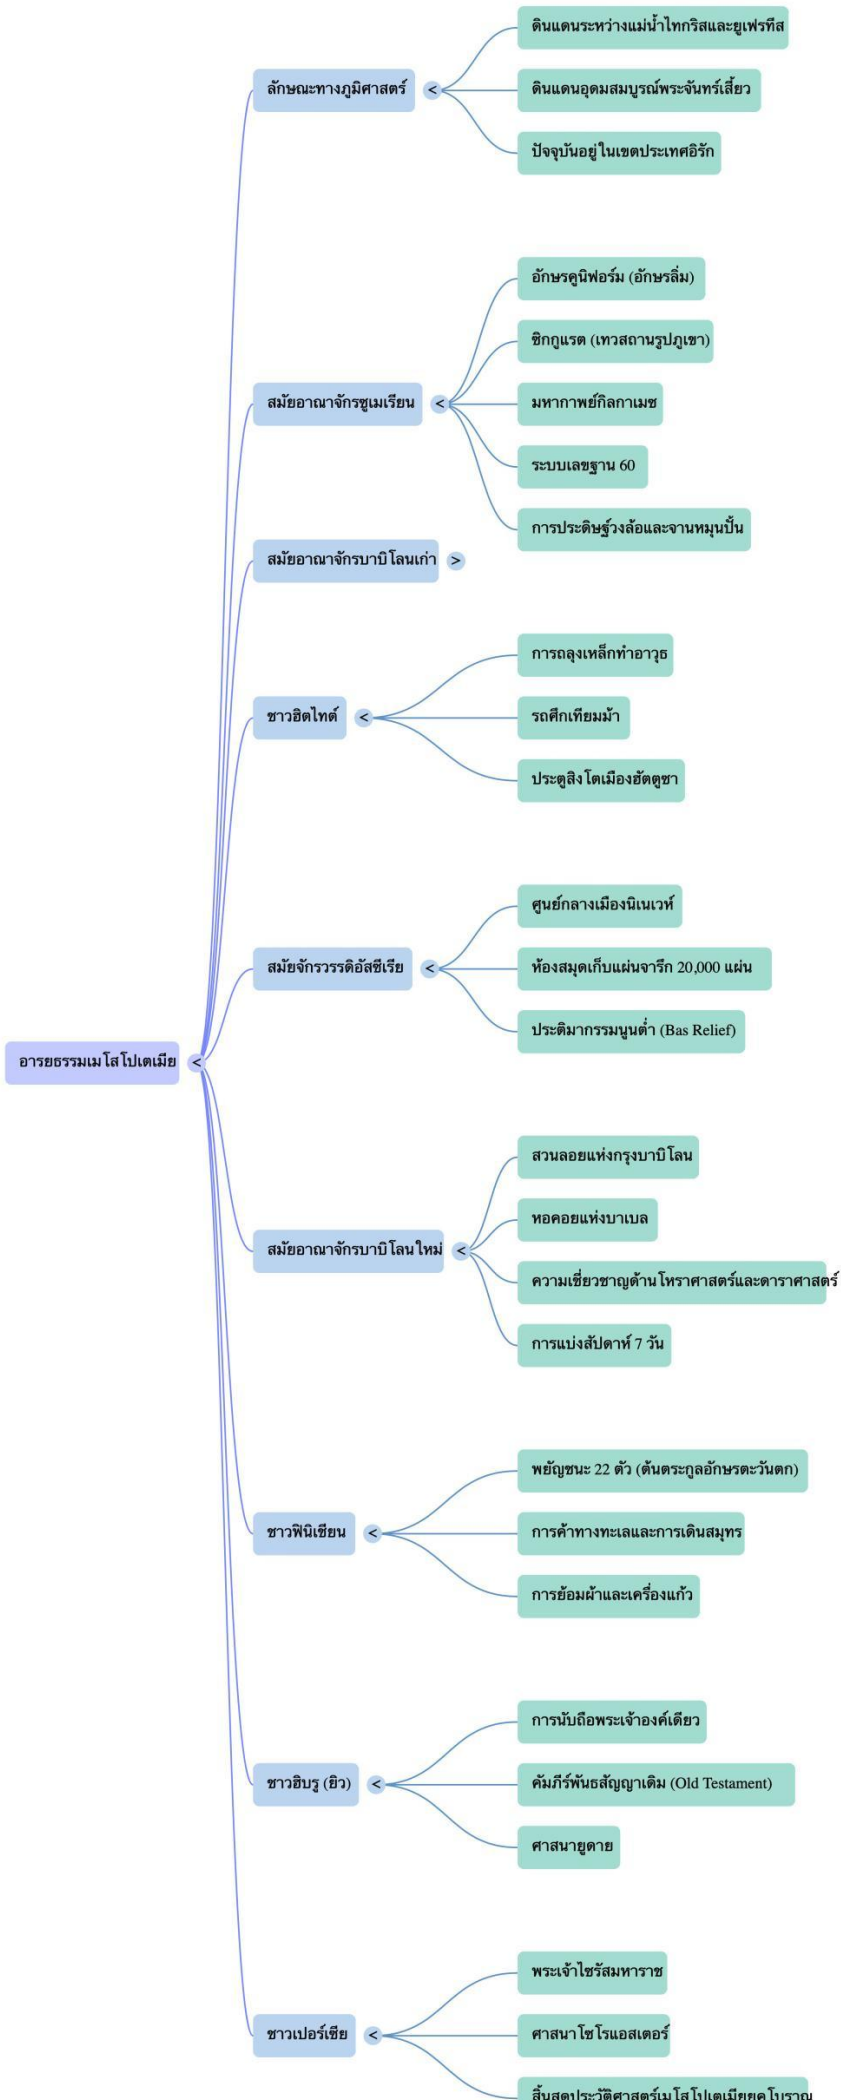 ดินแดนระหว่างแม่น้ำไทกริสและยูเฟรทีส
ลักษณะทางภูมิศาสตร์ <
ดินแดนอุดมสมบูรณ์พระจันทร์เสี้ยว
ปัจจุบันอยู่ในเขตประเทศอิรัก
อักษรคูนิฟอร์ม (อักษรลิ่ม)
ซิกกูแรต (เทวสถานรูปภูเขา)
สมัยอาณาจักรซูเมเรียน <
มหากาพย์กิลกาเมซ
ระบบเลขฐาน 60
การประดิษฐ์วงล้อและจานหมุนปั้น
สมัยอาณาจักรบาบิโลนเก่า >
การถลุงเหล็กทำอาวุธ
ชาวฮิตไทต์ <
รถศึกเทียมม้า
ประตูสิงโตเมืองฮัตตูซา
ศูนย์กลางเมืองนิเนเวห์
สมัยจักรวรรดิอัสซีเรีย <
ห้องสมุดเก็บแผ่นจารึก 20,000 แผ่น
ประติมากรรมนูนต่ำ (Bas Relief)
อารยธรรมเมโสโปเตเมีย <
สวนลอยแห่งกรุงบาบิโลน
หอคอยแห่งบาเบล
สมัยอาณาจักรบาบิโลนใหม่ <
ความเชี่ยวชาญด้านโหราศาสตร์และดาราศาสตร์
การแบ่งสัปดาห์ 7 วัน
พยัญชนะ 22 ตัว (ต้นตระกูลอักษรตะวันตก)
ชาวฟินิเชียน <
การค้าทางทะเลและการเดินสมุทร
การย้อมผ้าและเครื่องแก้ว
การนับถือพระเจ้าองค์เดียว
ชาวฮิบรู (ยิว) <
คัมภีร์พันธสัญญาเดิม (Old Testament)
ศาสนายูดาย
พระเจ้าไซรัสมหาราช
ชาวเปอร์เซีย <
ศาสนาโซโรแอสเตอร์
สิ้นสุดประวัติศาสตร์เมโสโปเตเมียยุคโบราณ